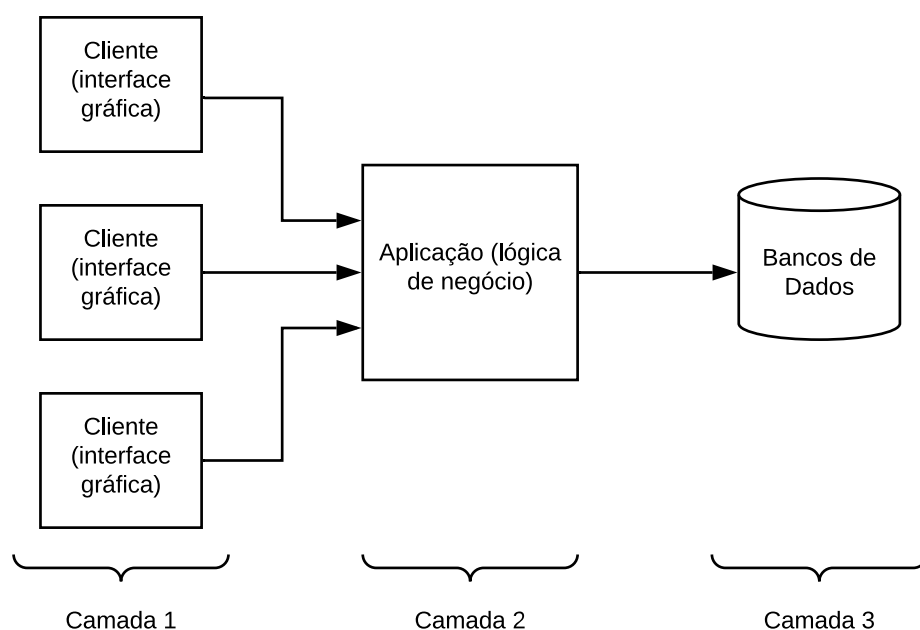 Cliente
(interface
gráfica)
Cliente
(interface
gráfica)
Cliente
(interface
gráfica)
Aplicação (lógica
de negócio)
Bancos de
Dados
Camada 1
Camada 2
Camada 3